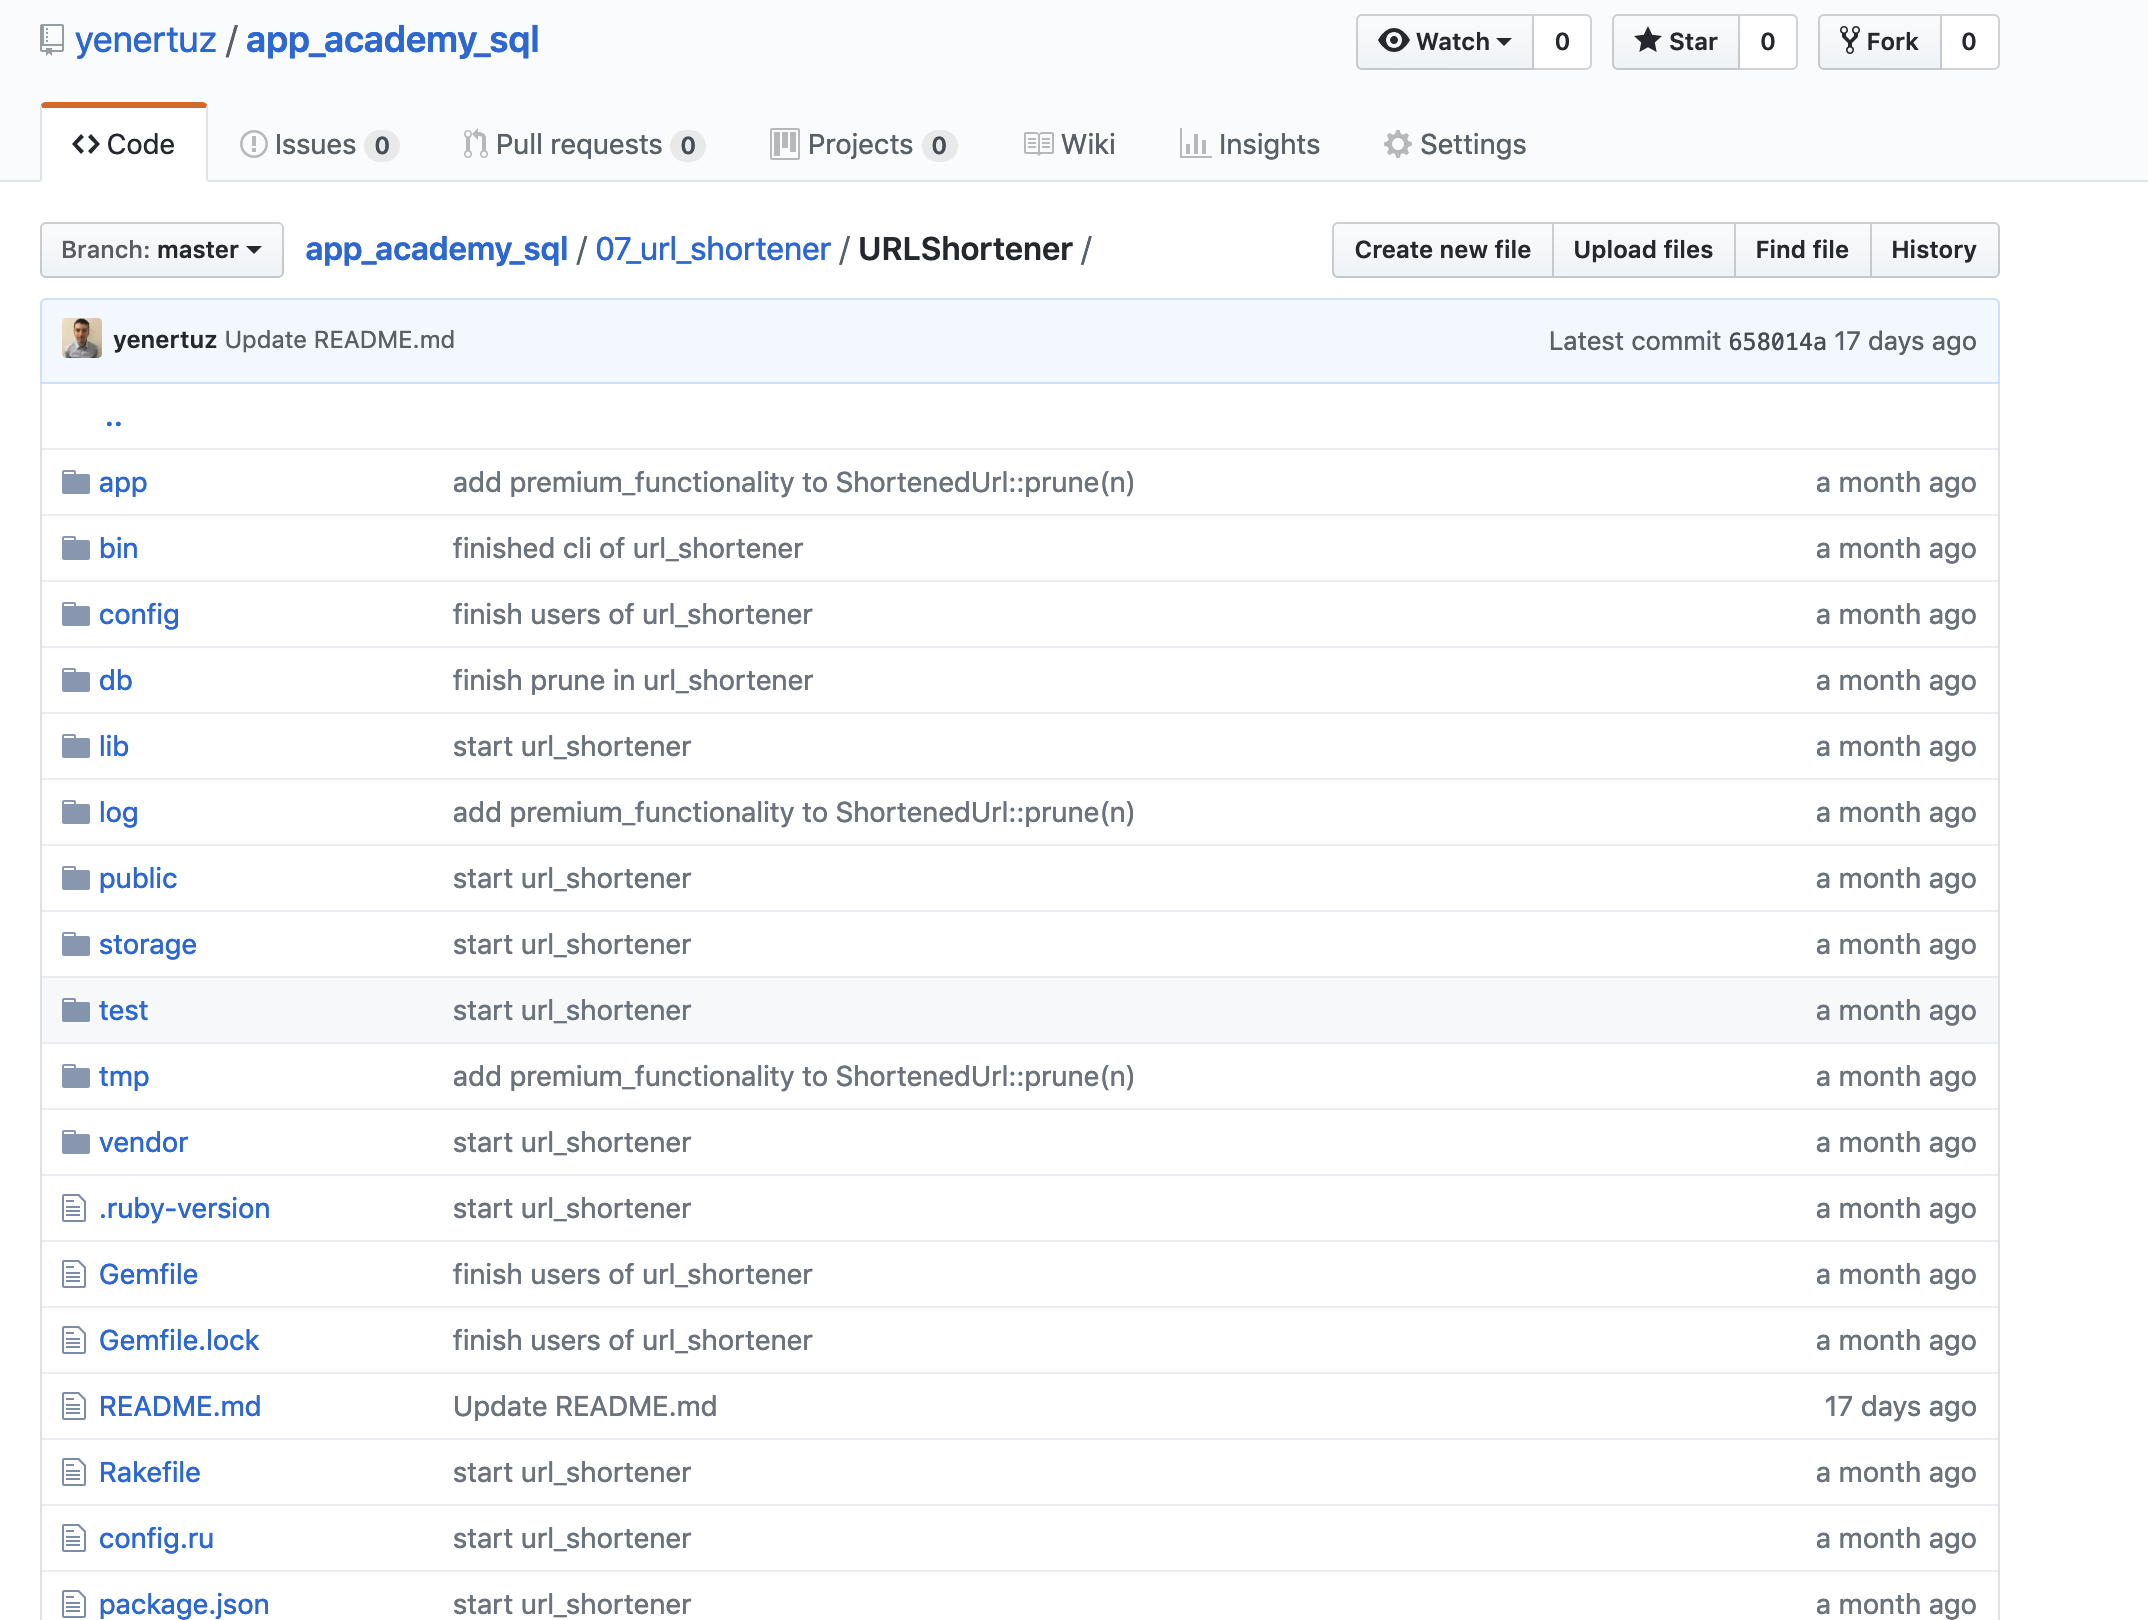 yenertuz / app_academy_sql Watch 0 Star 0 Fork 0
Code Issues 0 Pull requests 0 Projects 0 Wiki Insights Settings
Branch: master app_academy_sql / 07_url_shortener / URLShortener / Create new file Upload files Find file History
yenertuz Update README.md Latest commit 658014a 17 days ago
..
app add premium_functionality to ShortenedUrl::prune(n) a month ago
bin finished cli of url_shortener a month ago
config finish users of url_shortener a month ago
db finish prune in url_shortener a month ago
lib start url_shortener a month ago
log add premium_functionality to ShortenedUrl::prune(n) a month ago
public start url_shortener a month ago
storage start url_shortener a month ago
test start url_shortener a month ago
tmp add premium_functionality to ShortenedUrl::prune(n) a month ago
vendor start url_shortener a month ago
.ruby-version start url_shortener a month ago
Gemfile finish users of url_shortener a month ago
Gemfile.lock finish users of url_shortener a month ago
README.md Update README.md 17 days ago
Rakefile start url_shortener a month ago
config.ru start url_shortener a month ago
package.json start url_shortener a month ago